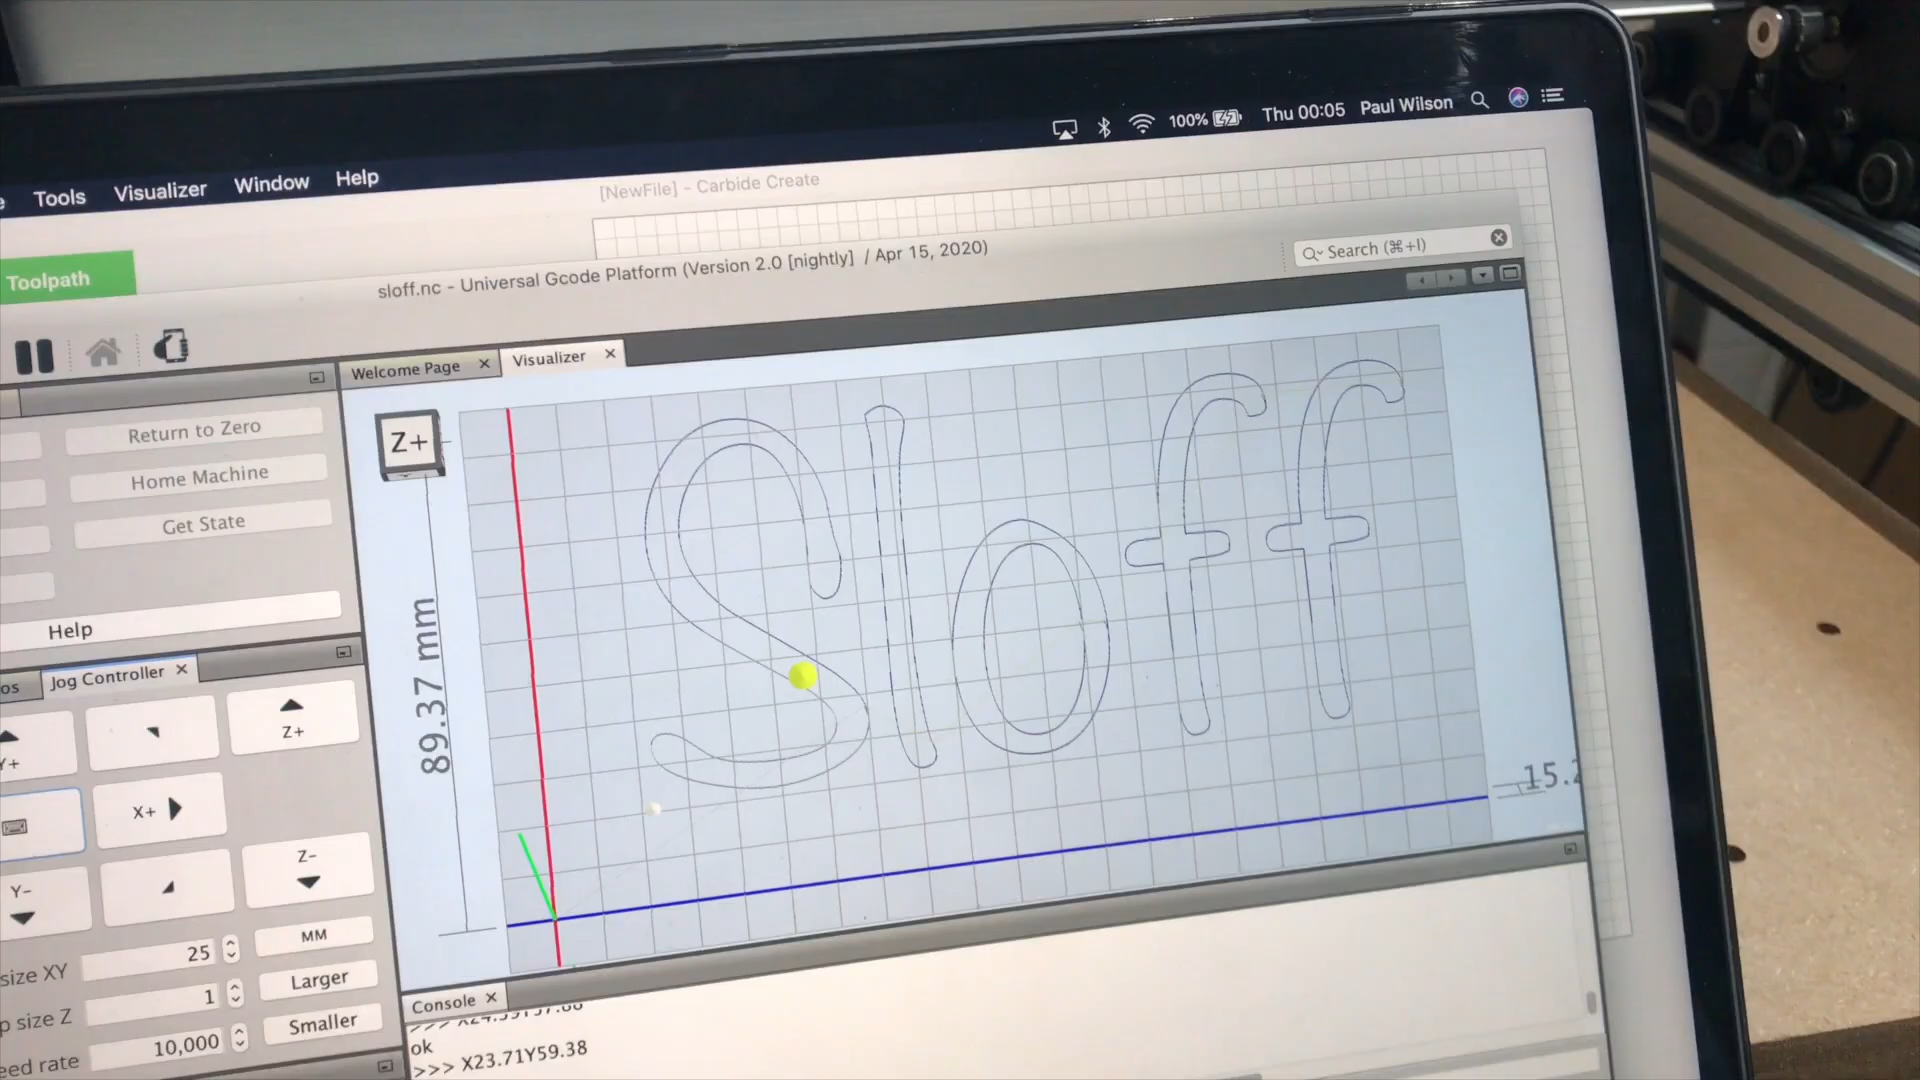 100% Thu 00:05 Paul Wilson
Tools Visualizer Window Help
[NewFile] - Carbide Create
Toolpath
sloff.nc - Universal Gcode Platform (Version 2.0 [nightly] / Apr 15, 2020)
Search (⌘+I)
Welcome Page
Visualizer
Return to Zero
Home Machine
Get State
Help
Z+
Sloff
89.37 mm
15.2
Jog Controller
Y+
Z+
X+
Y-
Z-
size XY 25 MM
size Z 1 Larger
10,000 Smaller
rate
Console
ok
>>> X23.71Y59.38